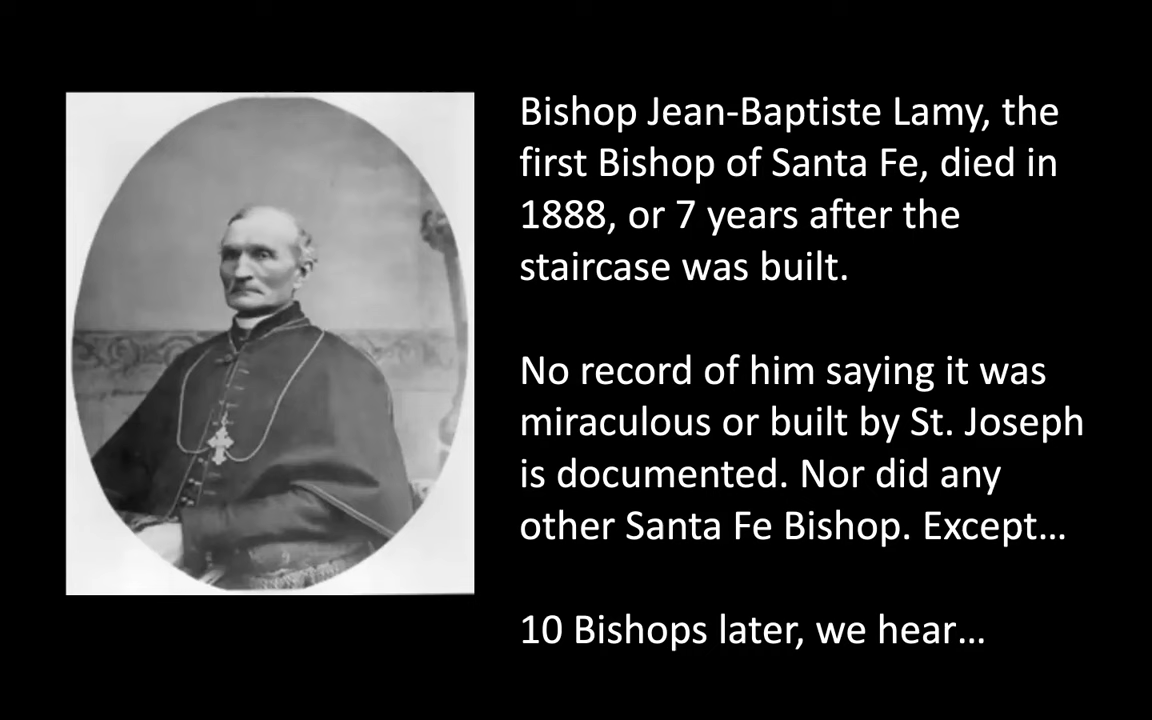 Bishop Jean-Baptiste Lamy, the
first Bishop of Santa Fe, died in
1888, or 7 years after the
staircase was built.
No record of him saying it was
miraculous or built by St. Joseph
is documented. Nor did any
other Santa Fe Bishop. Except…
10 Bishops later, we hear…